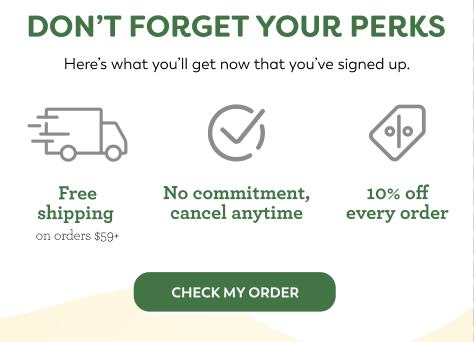 DON'T FORGET YOUR PERKS
Here's what you'll get now that you've signed up.
Free
shipping
on orders $59+
No commitment,
cancel anytime
10% off
every order
CHECK MY ORDER